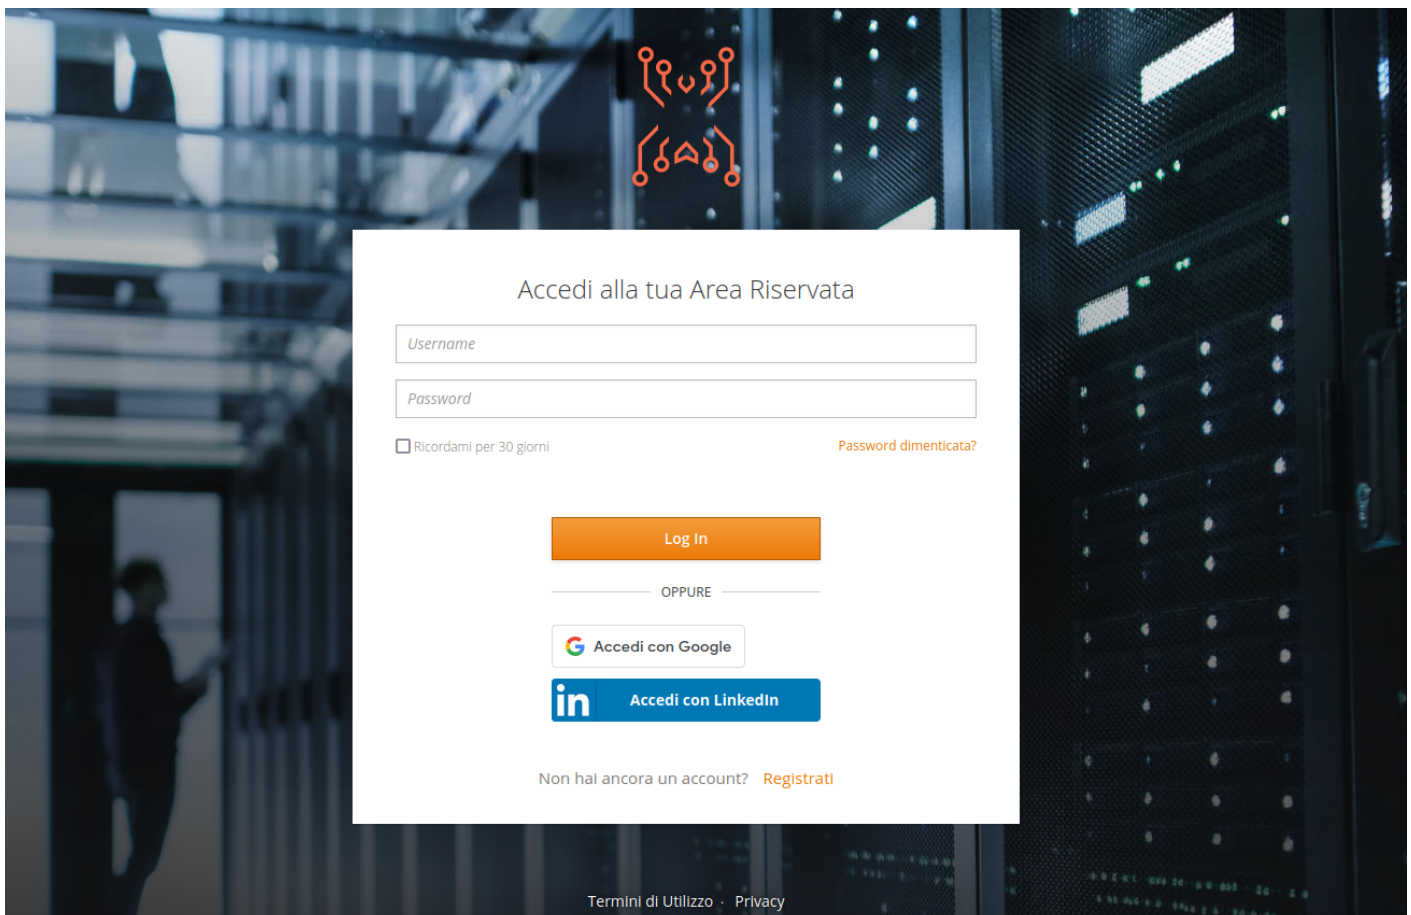 Accedi alla tua Area Riservata
Username
Password
Ricordami per 30 giorni Password dimenticata?
Log In
OPPURE
Accedi con Google
in Accedi con LinkedIn
Non hai ancora un account? Registrati
Termini di Utilizzo · Privacy